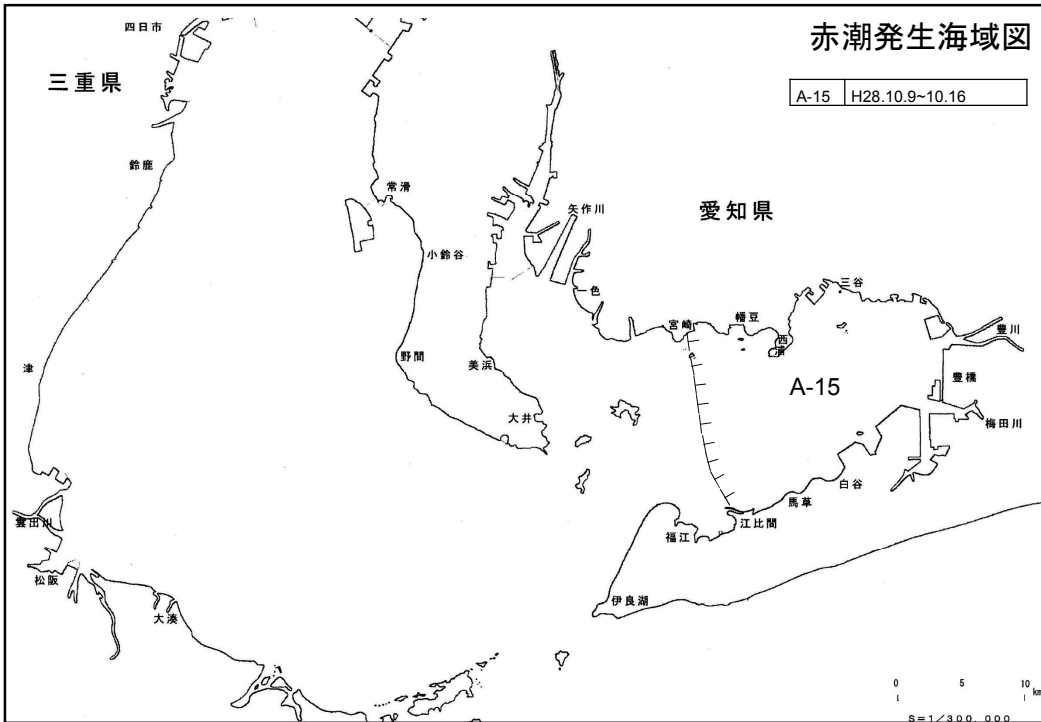 赤潮発生海域図
A-15 H28.10.9~10.16
四日市
三重県
鈴鹿
常滑
矢作川
愛知県
小鈴谷
一色
三谷
宮崎
幡豆
西浦
豊川
津
野間
美浜
豊橋
A-15
大井
梅田川
白谷
馬草
雲出川
福江
江比間
松阪
伊良湖
大湊
0 5 10 km
S=1/300,000